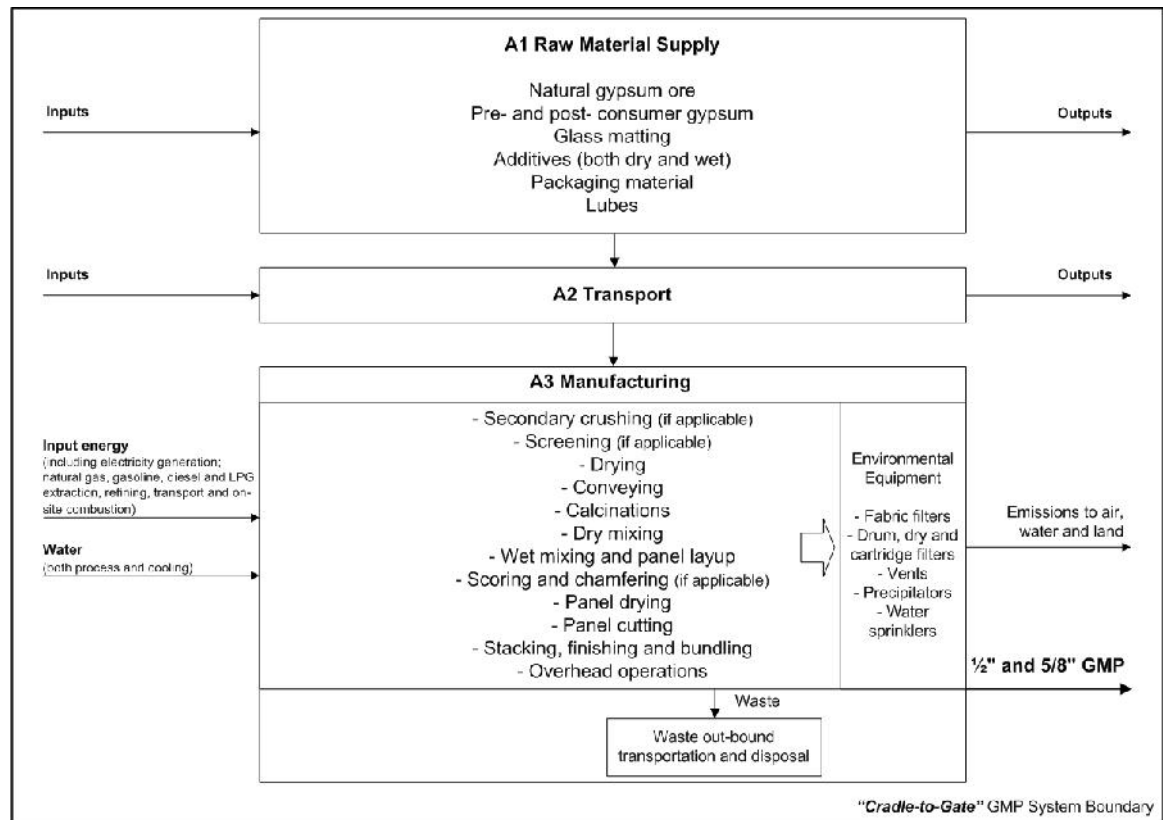 A1 Raw Material Supply
Natural gypsum ore
Pre- and post- consumer gypsum
Glass matting
Additives (both dry and wet)
Packaging material
Lubes
Inputs
Outputs
Inputs
A2 Transport
Outputs
A3 Manufacturing
Input energy
(including electricity generation;
natural gas, gasoline, diesel and LPG
extraction, refining, transport and on-
site combustion)
Water
(both process and cooling)
- Secondary crushing (if applicable)
- Screening (if applicable)
- Drying
- Conveying
- Calcinations
- Dry mixing
- Wet mixing and panel layup
- Scoring and chamfering (if applicable)
- Panel drying
- Panel cutting
- Stacking, finishing and bundling
- Overhead operations
Environmental
Equipment
- Fabric filters
- Drum, dry and
cartridge filters
- Vents
- Precipilators
- Water
sprinklers
Emissions to air,
water and land
½" and 5/8" GMP
Waste
Waste out-bound
transportation and disposal
"Cradle-to-Gate" GMP System Boundary